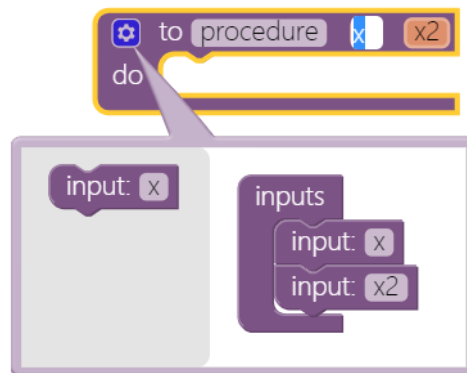 to procedure x x2
do
input: x
inputs
input: x
input: x2